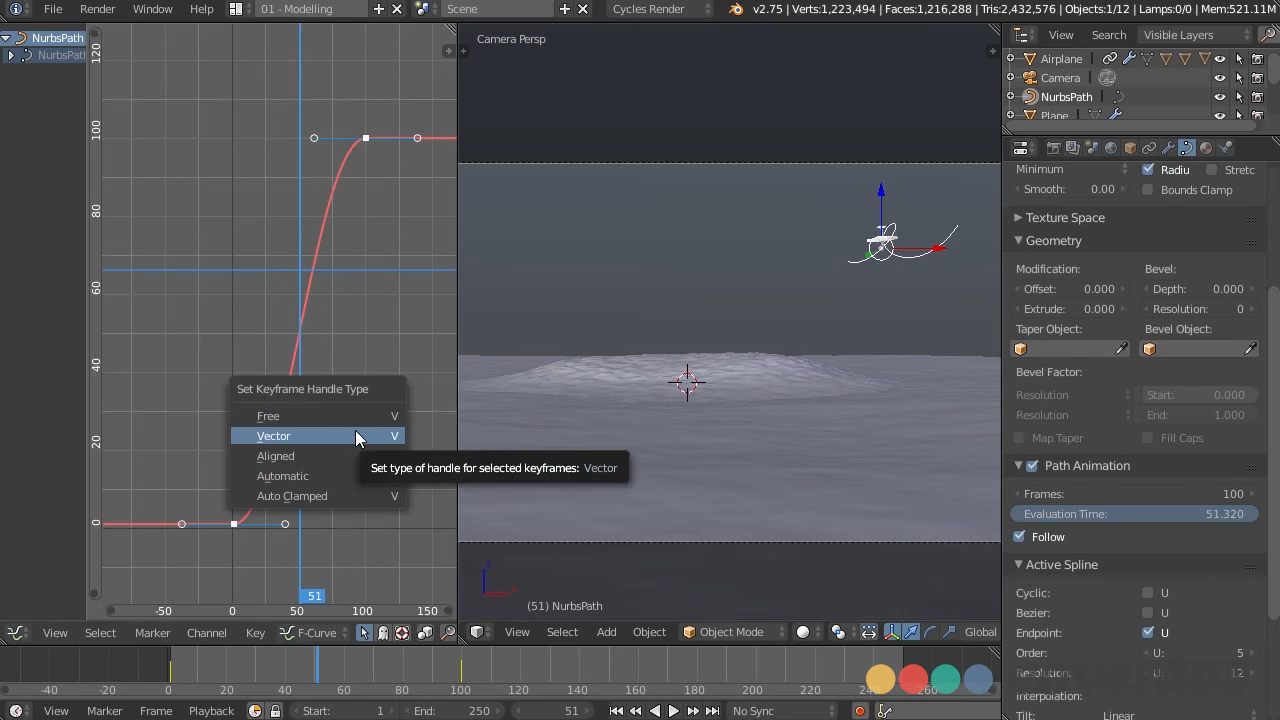 File Render Window Help 01 - Modelling Scene Cycles Render v2.75 | Verts:1,223,494 | Faces:1,216,288 | Tris:2,432,576 | Objects:1/12 | Lamps:0/0 | Mem:521.11M
NurbsPath
NurbsPath
120
100
80
60
40
20
0
-50 0 50 100 150
51
Set Keyframe Handle Type
Free V
Vector V
Aligned
Automatic
Auto Clamped V
Set type of handle for selected keyframes: Vector
View Select Marker Channel Key F-Curve
Camera Persp
z
(51) NurbsPath
View Select Add Object Object Mode Global
View Search Visible Layers
Airplane
Camera
NurbsPath
Plane
Minimum Radiu Stretc
Smooth: 0.00 Bounds Clamp
Texture Space
Geometry
Modification: Bevel:
Offset: 0.000 Depth: 0.000
Extrude: 0.000 Resolution: 0
Taper Object: Bevel Object:
Bevel Factor:
Resolution Start: 0.000
Resolution End: 1.000
Map Taper Fill Caps
Path Animation
Frames: 100
Evaluation Time: 51.320
Follow
Active Spline
Cyclic: U
Bezier: U
Endpoint: U
Order: U: 5
Resolution: U: 12
Interpolation:
Tilt: Linear
-40 -20 0 20 40 60 80 100 120 140 160 180 200 220 240 260
View Marker Frame Playback Start: 1 End: 250 51 No Sync